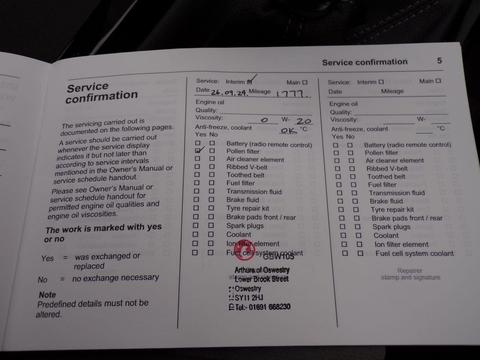 Service confirmation 5
Service
confirmation
The servicing carried out is
documented on the following pages.
A service should be carried out
whenever the service display
indicates it but not later than
according to service intervals
mentioned in the Owner's Manual or
service schedule handout.
Please see Owner's Manual or
service schedule handout for
permitted engine oil qualities and
engine oil viscosities.
The work is marked with yes
or no
Yes = was exchanged or
replaced
No = no exchange necessary
Note
Predefined details must not be
altered.
Service: Interim Main
Date 26.09.24 Mileage 1777
Engine oil
Quality:
Viscosity: 0 W- 20
Anti-freeze, coolant OK °C
Yes No
Battery (radio remote control)
Pollen filter
Air cleaner element
Ribbed V-belt
Toothed belt
Fuel filter
Transmission fluid
Brake fluid
Tyre repair kit
Brake pads front / rear
Spark plugs
Coolant
Ion filter element
Fuel cell system coolant
GSW105
Arthurs of Oswestry
Lower Brook Street
Oswestry
SY11 2HJ
Tel:- 01691 668230
Service: Interim Main
Date Mileage
Engine oil
Quality:
Viscosity: W-
Anti-freeze, coolant °C
Yes No
Battery (radio remote control)
Pollen filter
Air cleaner element
Ribbed V-belt
Toothed belt
Fuel filter
Transmission fluid
Brake fluid
Tyre repair kit
Brake pads front / rear
Spark plugs
Coolant
Ion filter element
Fuel cell system coolant
Repairer
stamp and signature